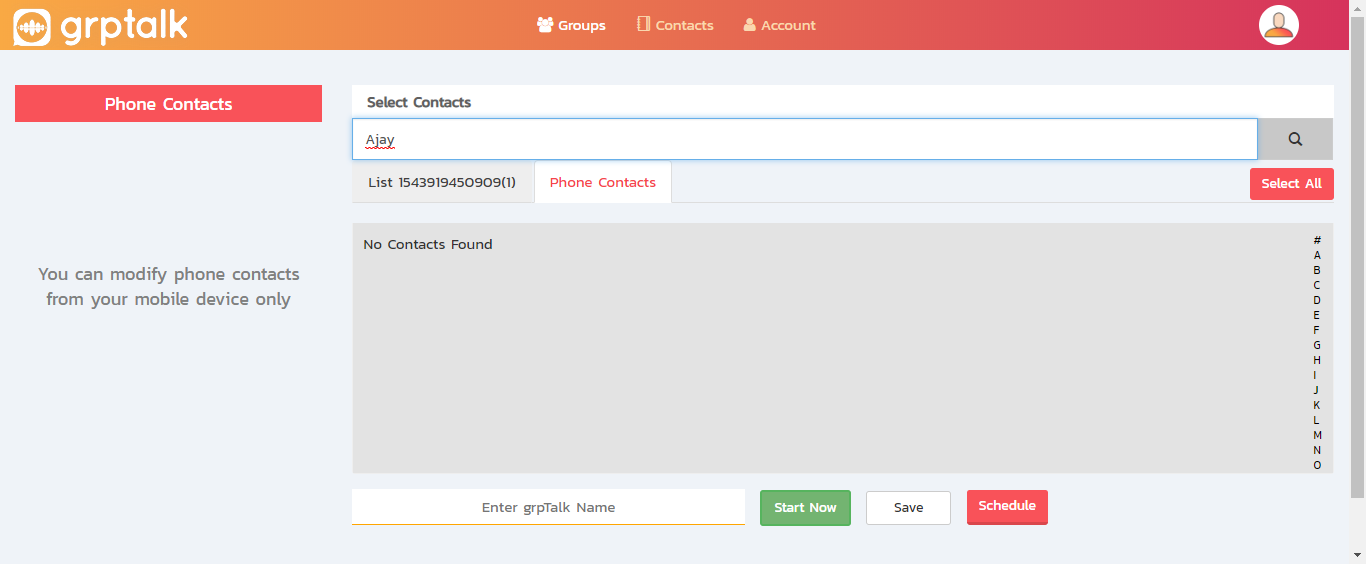 grptalk
Groups
Contacts
Account
Phone Contacts
You can modify phone contacts
from your mobile device only
Select Contacts
Ajay
List 1543919450909(1)
Phone Contacts
Select All
No Contacts Found
#
A
B
C
D
E
F
G
H
I
J
K
L
M
N
O
Enter grpTalk Name
Start Now
Save
Schedule